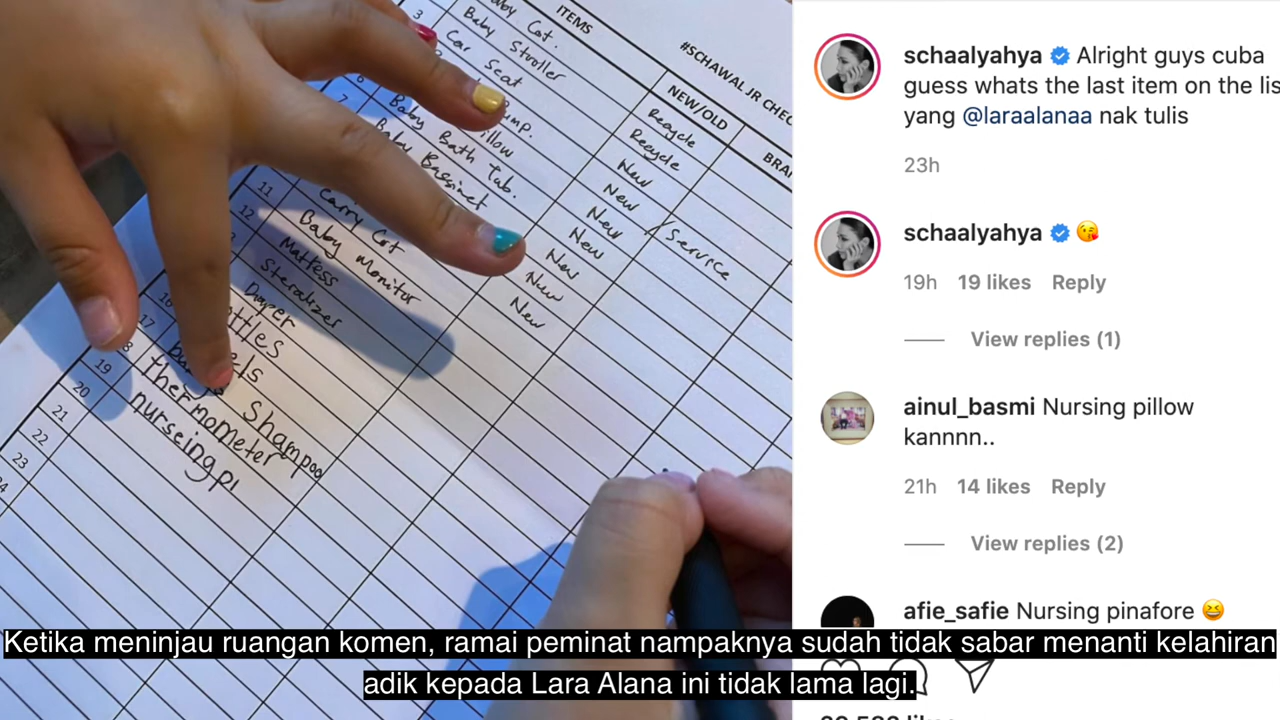 ITEMS
NEW/OLD
#SCHAWAL JR CHEC
BRA
3
7
11
12
16
17
19
20
21
22
23
Baby Cot.
Baby Stroller
Car Seat
Baby Bath Tub.
Baby Bassinet
Carry Cot
Baby Monitor
Mattess
Steralizer
Diaper
Shampoo
thermometer
nurseing pi
Recycle
Recycle
New
New
New
New / Service
New
New
New
schaalyahya Alright guys cuba
guess whats the last item on the lis
yang @laraalanaa nak tulis
23h
schaalyahya 😘
19h 19 likes Reply
View replies (1)
ainul_basmi Nursing pillow
kannnn..
21h 14 likes Reply
View replies (2)
afie_safie Nursing pinafore 😆
Ketika meninjau ruangan komen, ramai peminat nampaknya sudah tidak sabar menanti kelahiran
adik kepada Lara Alana ini tidak lama lagi.